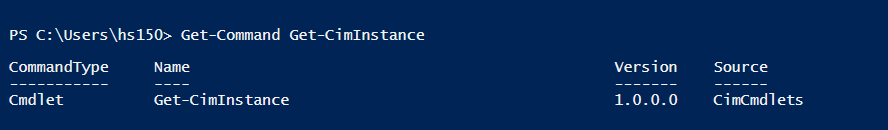 PS C:\Users\hs150> Get-Command Get-CimInstance
CommandType     Name                                               Version    Source
-----------     ----                                               -------    ------
Cmdlet          Get-CimInstance                                    1.0.0.0    CimCmdlets